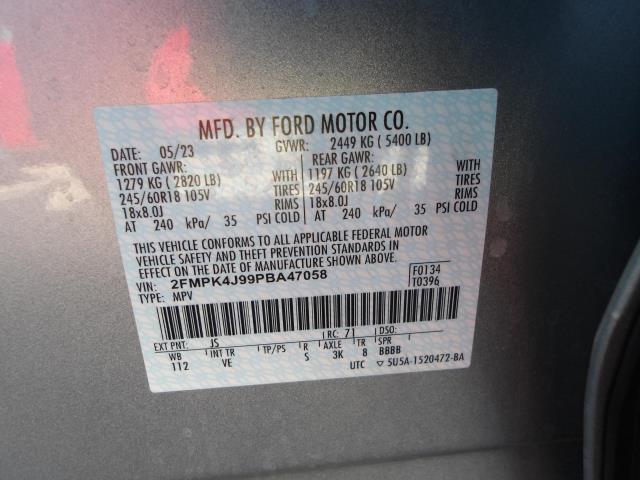 MFD. BY FORD MOTOR CO.
DATE: 05/23 GVWR: 2449 KG ( 5400 LB)
FRONT GAWR: REAR GAWR:
1279 KG ( 2820 LB) 1197 KG ( 2640 LB)
245/60R18 105V TIRES 245/60R18 105V TIRES
18x8.0J RIMS 18x8.0J RIMS
AT 240 kPa/ 35 PSI COLD AT 240 kPa/ 35 PSI COLD
THIS VEHICLE CONFORMS TO ALL APPLICABLE FEDERAL MOTOR
VEHICLE SAFETY AND THEFT PREVENTION STANDARDS IN
EFFECT ON THE DATE OF MANUFACTURE SHOWN ABOVE.
VIN: 2FMPK4J99PBA47058 F0134
TYPE: MPV T0396
EXT PNT: JS RC: 71 DSO:
WB INT TR TP/PS R AXLE TR SPR
112 VE S 3K 8 BBBB
UTC ▽ 5U5A-1520472-BA